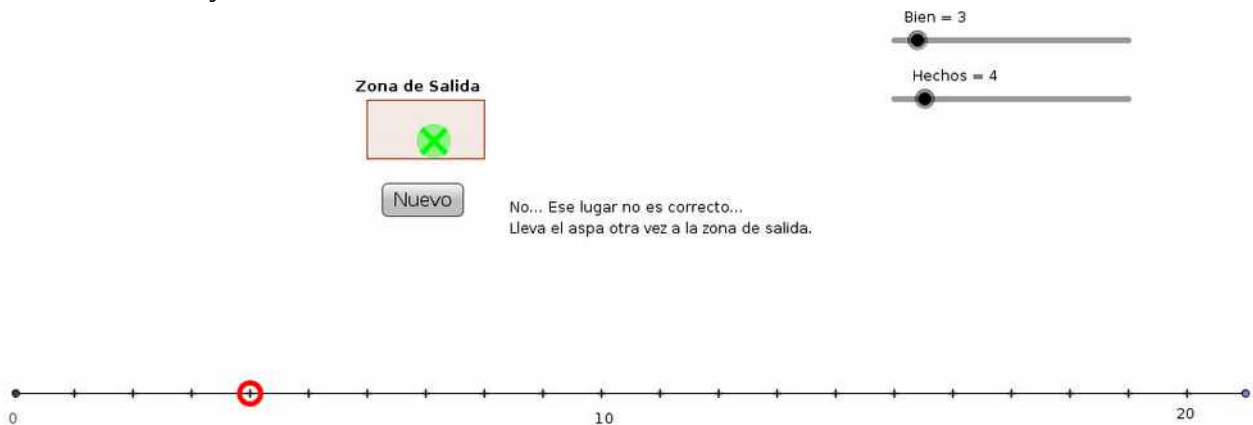 Bien = 3
Hechos = 4
Zona de Salida
Nuevo
No... Ese lugar no es correcto...
Lleva el aspa otra vez a la zona de salida.
0
10
20